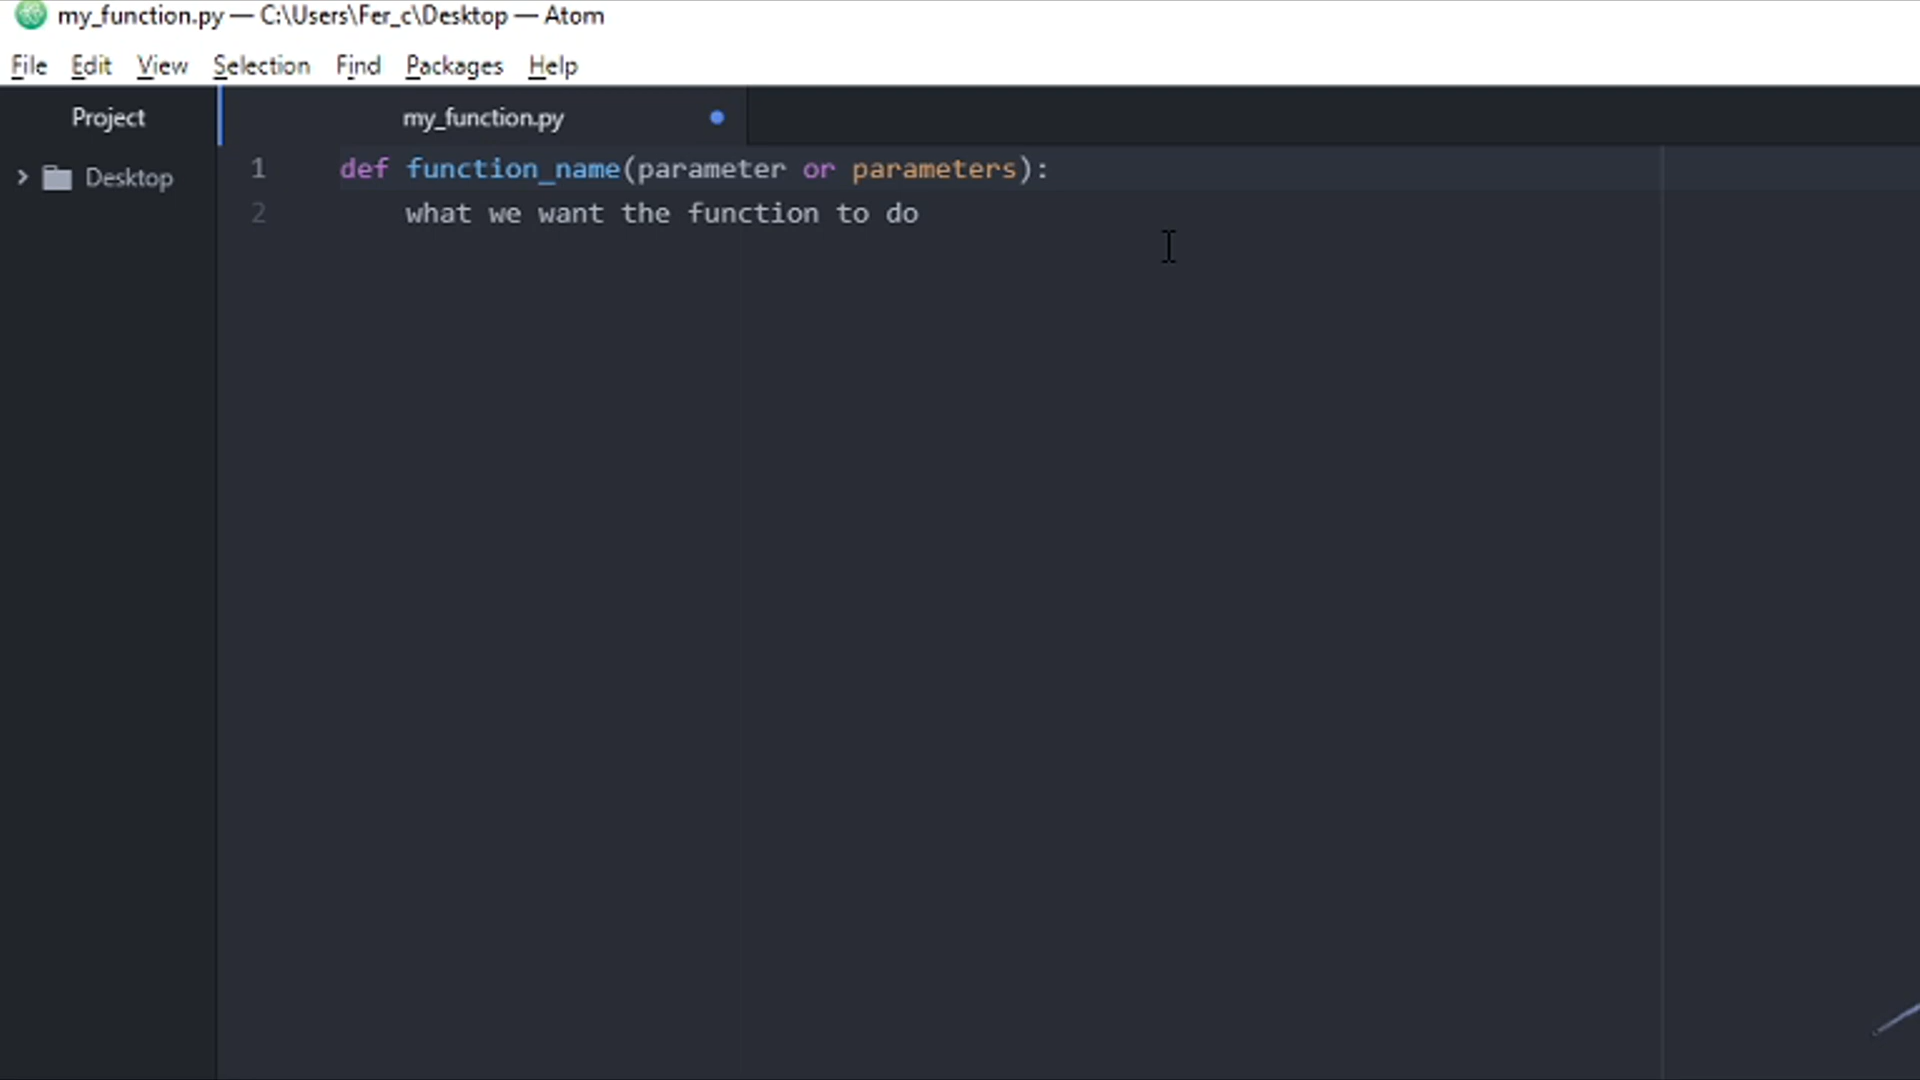 my_function.py — C:\Users\Fer_c\Desktop — Atom
File Edit View Selection Find Packages Help
Project
my_function.py
Desktop
1 def function_name(parameter or parameters):
2 what we want the function to do